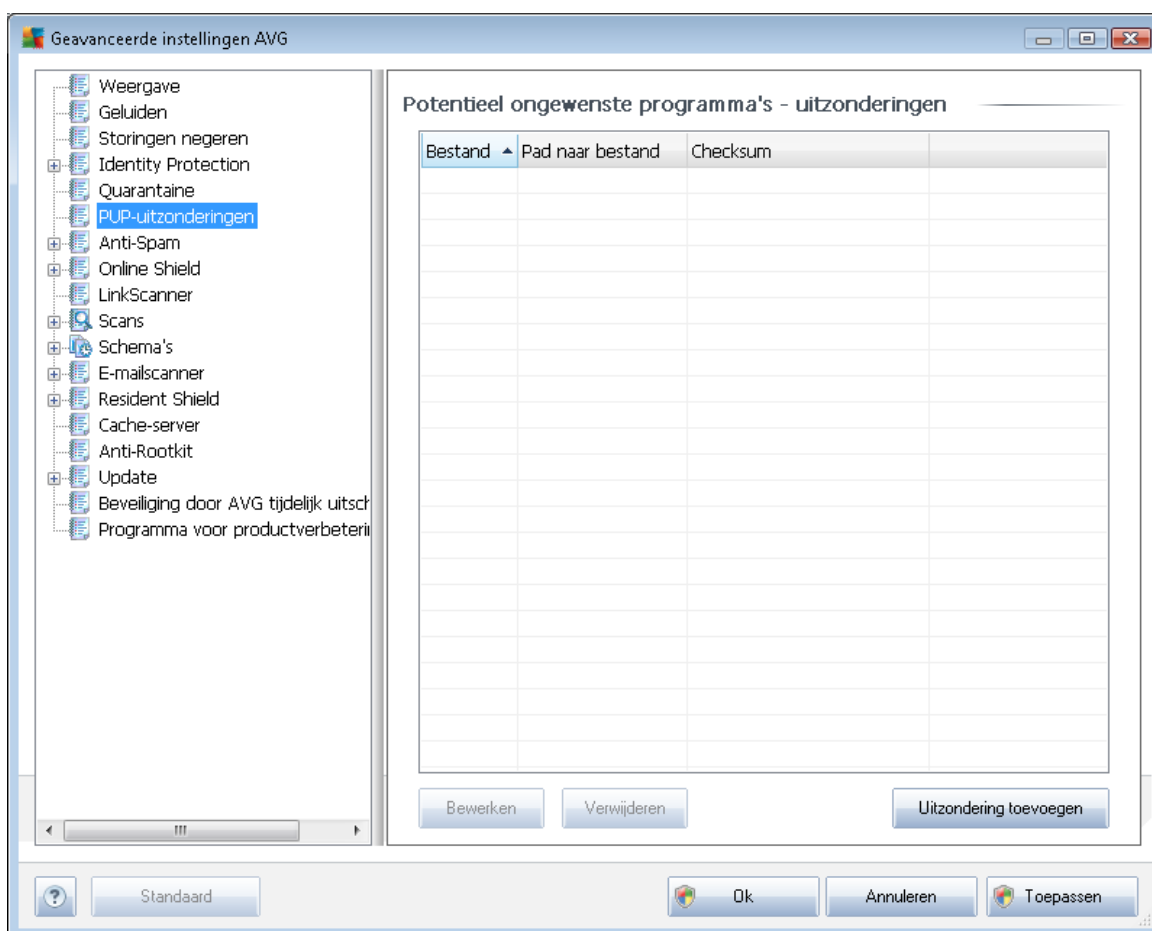 Geavanceerde instellingen AVG
Weergave
Geluiden
Storingen negeren
Identity Protection
Quarantaine
PUP-uitzonderingen
Anti-Spam
Online Shield
LinkScanner
Scans
Schema's
E-mailscanner
Resident Shield
Cache-server
Anti-Rootkit
Update
Beveiliging door AVG tijdelijk uitsch
Programma voor productverbeterin
Potentieel ongewenste programma's - uitzonderingen
Bestand Pad naar bestand Checksum
Bewerken Verwijderen Uitzondering toevoegen
? Standaard Ok Annuleren Toepassen